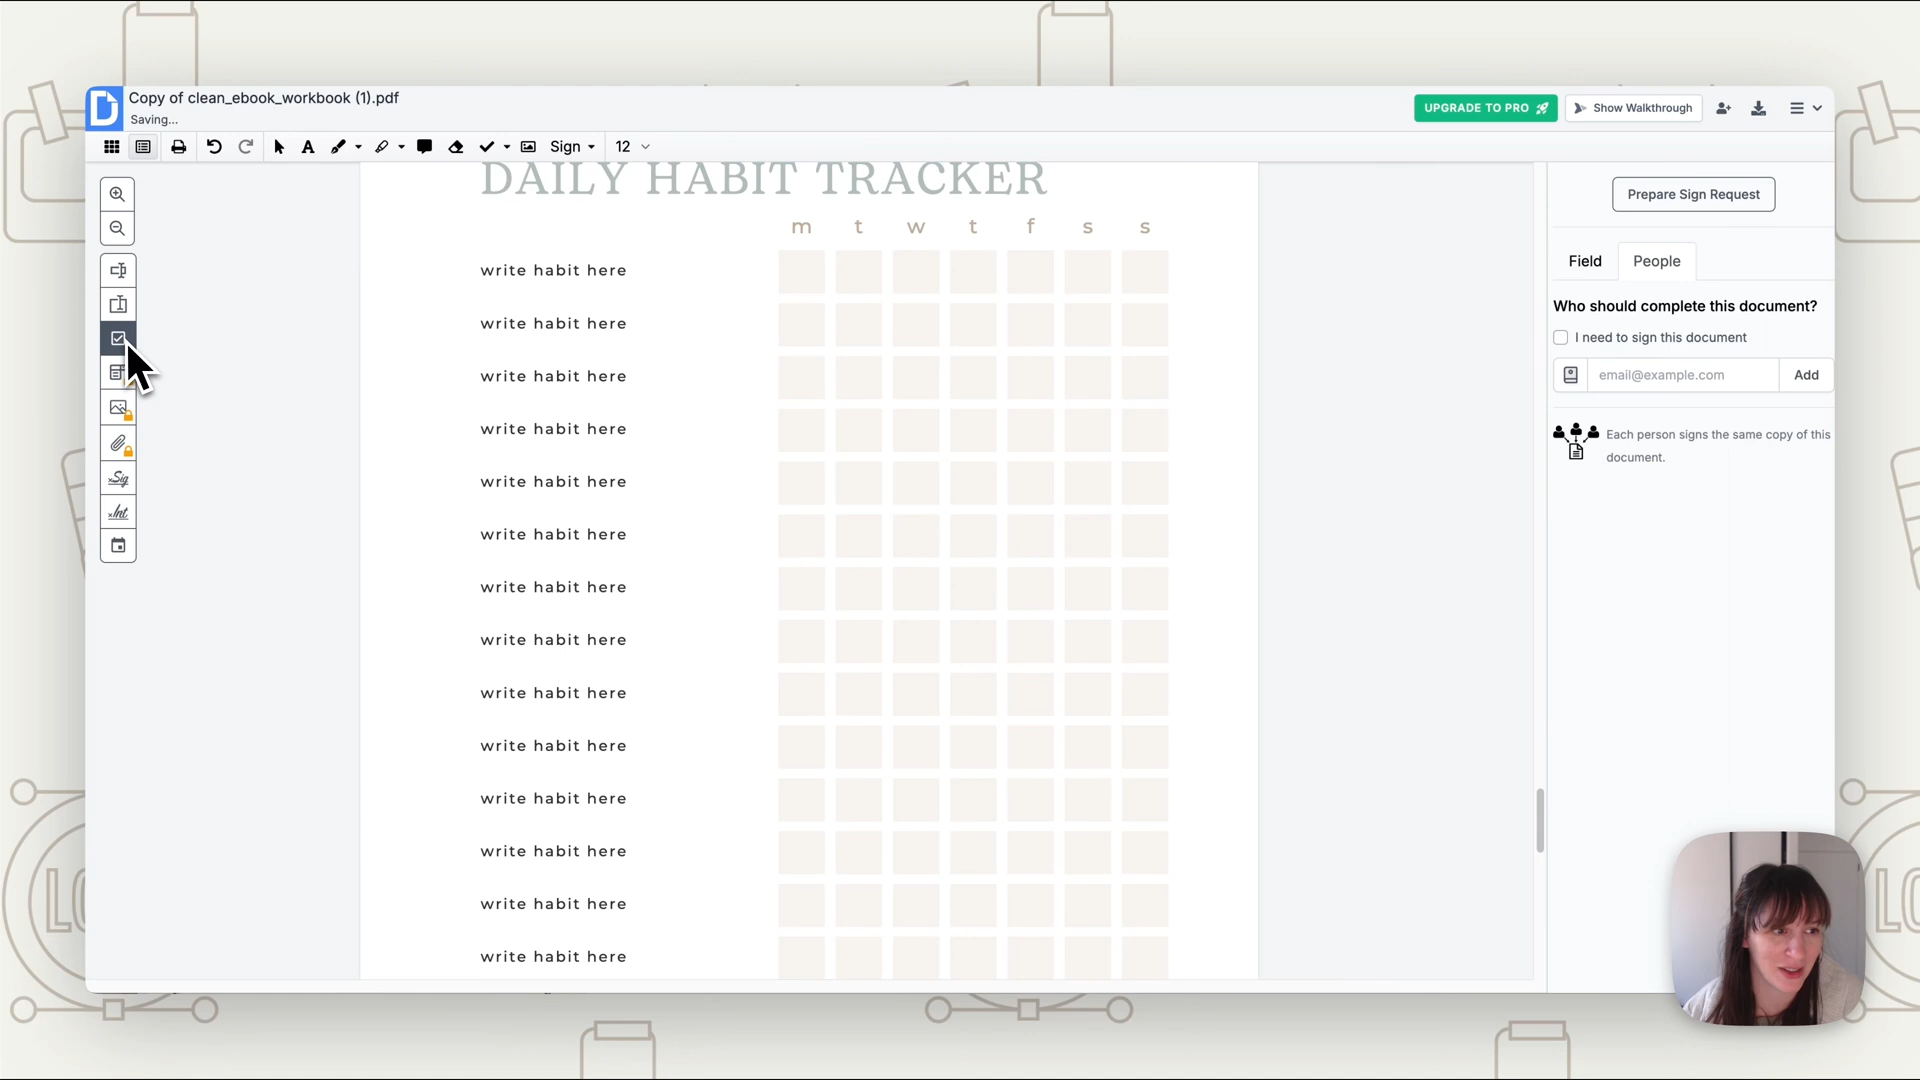 Copy of clean_ebook_workbook (1).pdf
Saving...
UPGRADE TO PRO
Show Walkthrough
A
Sign
12
DAILY HABIT TRACKER
m t w t f s s
write habit here
write habit here
write habit here
write habit here
write habit here
write habit here
write habit here
write habit here
write habit here
write habit here
write habit here
write habit here
write habit here
write habit here
Sig
Int
Prepare Sign Request
Field People
Who should complete this document?
I need to sign this document
email@example.com Add
Each person signs the same copy of this
document.
LO
LO